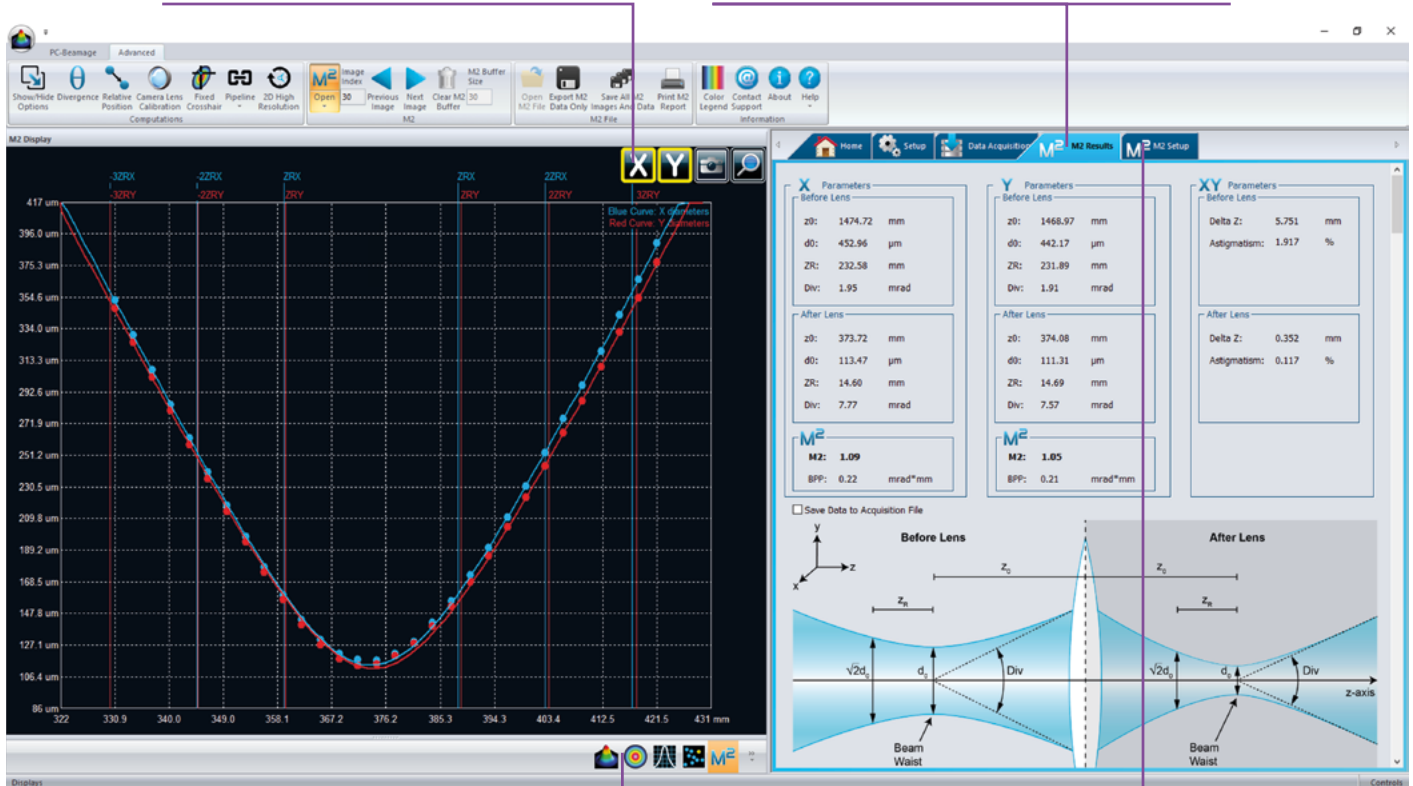 PC-Beamage Advanced
Show/Hide Options
Divergence
Relative Position
Camera Lens Calibration
Fixed Crosshair
Pipeline
2D High Resolution
Computations
M2
Open
Image Index
30
Previous Image
Next Image
Clear M2 Buffer
M2 Buffer Size
30
M2
Open M2 File
Export M2 Data Only
Save All M2 Images And Data
Print M2 Report
M2 File
Color Legend
Contact Support
About
Help
Information
M2 Display
X Y
-3ZRX -2ZRX ZRX ZRX 2ZRX
-3ZRY -2ZRY ZRY ZRY 2ZRY 3ZRY
Blue Curve: X diameters
Red Curve: Y diameters
417 um
396.0 um
375.3 um
354.6 um
334.0 um
313.3 um
292.6 um
271.9 um
251.2 um
230.5 um
209.8 um
189.2 um
168.5 um
147.8 um
127.1 um
106.4 um
86 um
322 330.9 340.0 349.0 358.1 367.2 376.2 385.3 394.3 403.4 412.5 421.5 431 mm
M2
Displays
Home Setup Data Acquisition M2 M2 Results M2 M2 Setup
X Parameters
Before Lens
z0: 1474.72 mm
d0: 452.96 µm
ZR: 232.58 mm
Div: 1.95 mrad
After Lens
z0: 373.72 mm
d0: 113.47 µm
ZR: 14.60 mm
Div: 7.77 mrad
M2
M2: 1.09
BPP: 0.22 mrad*mm
Y Parameters
Before Lens
z0: 1468.97 mm
d0: 442.17 µm
ZR: 231.89 mm
Div: 1.91 mrad
After Lens
z0: 374.08 mm
d0: 111.31 µm
ZR: 14.69 mm
Div: 7.57 mrad
M2
M2: 1.05
BPP: 0.21 mrad*mm
XY Parameters
Before Lens
Delta Z: 5.751 mm
Astigmatism: 1.917 %
After Lens
Delta Z: 0.352 mm
Astigmatism: 0.117 %
Save Data to Acquisition File
y
z
x
Before Lens After Lens
z0 z0
zR zR
√2d0 d0 Div √2d0 d0 Div
z-axis
Beam Waist
Beam Waist
Controls